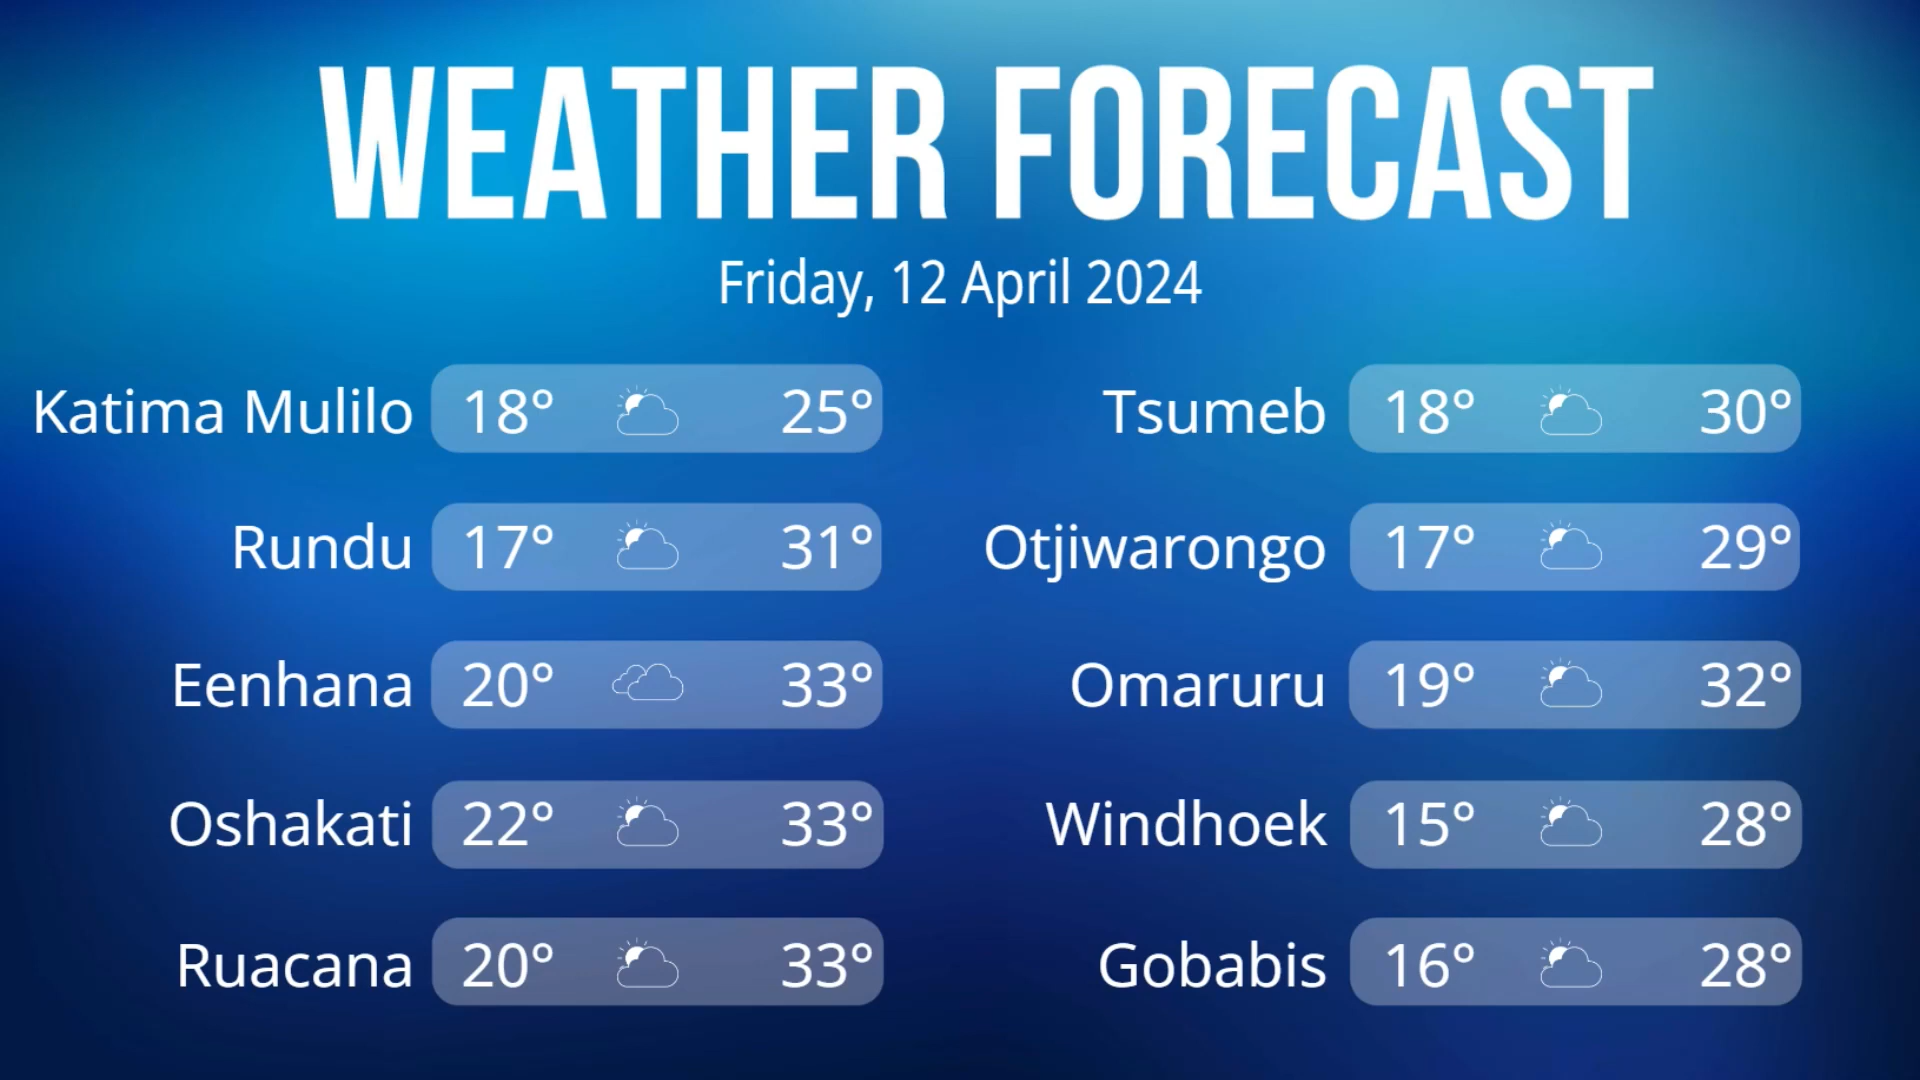 WEATHER FORECAST
Friday, 12 April 2024
Katima Mulilo 18° 25°
Rundu 17° 31°
Eenhana 20° 33°
Oshakati 22° 33°
Ruacana 20° 33°
Tsumeb 18° 30°
Otjiwarongo 17° 29°
Omaruru 19° 32°
Windhoek 15° 28°
Gobabis 16° 28°